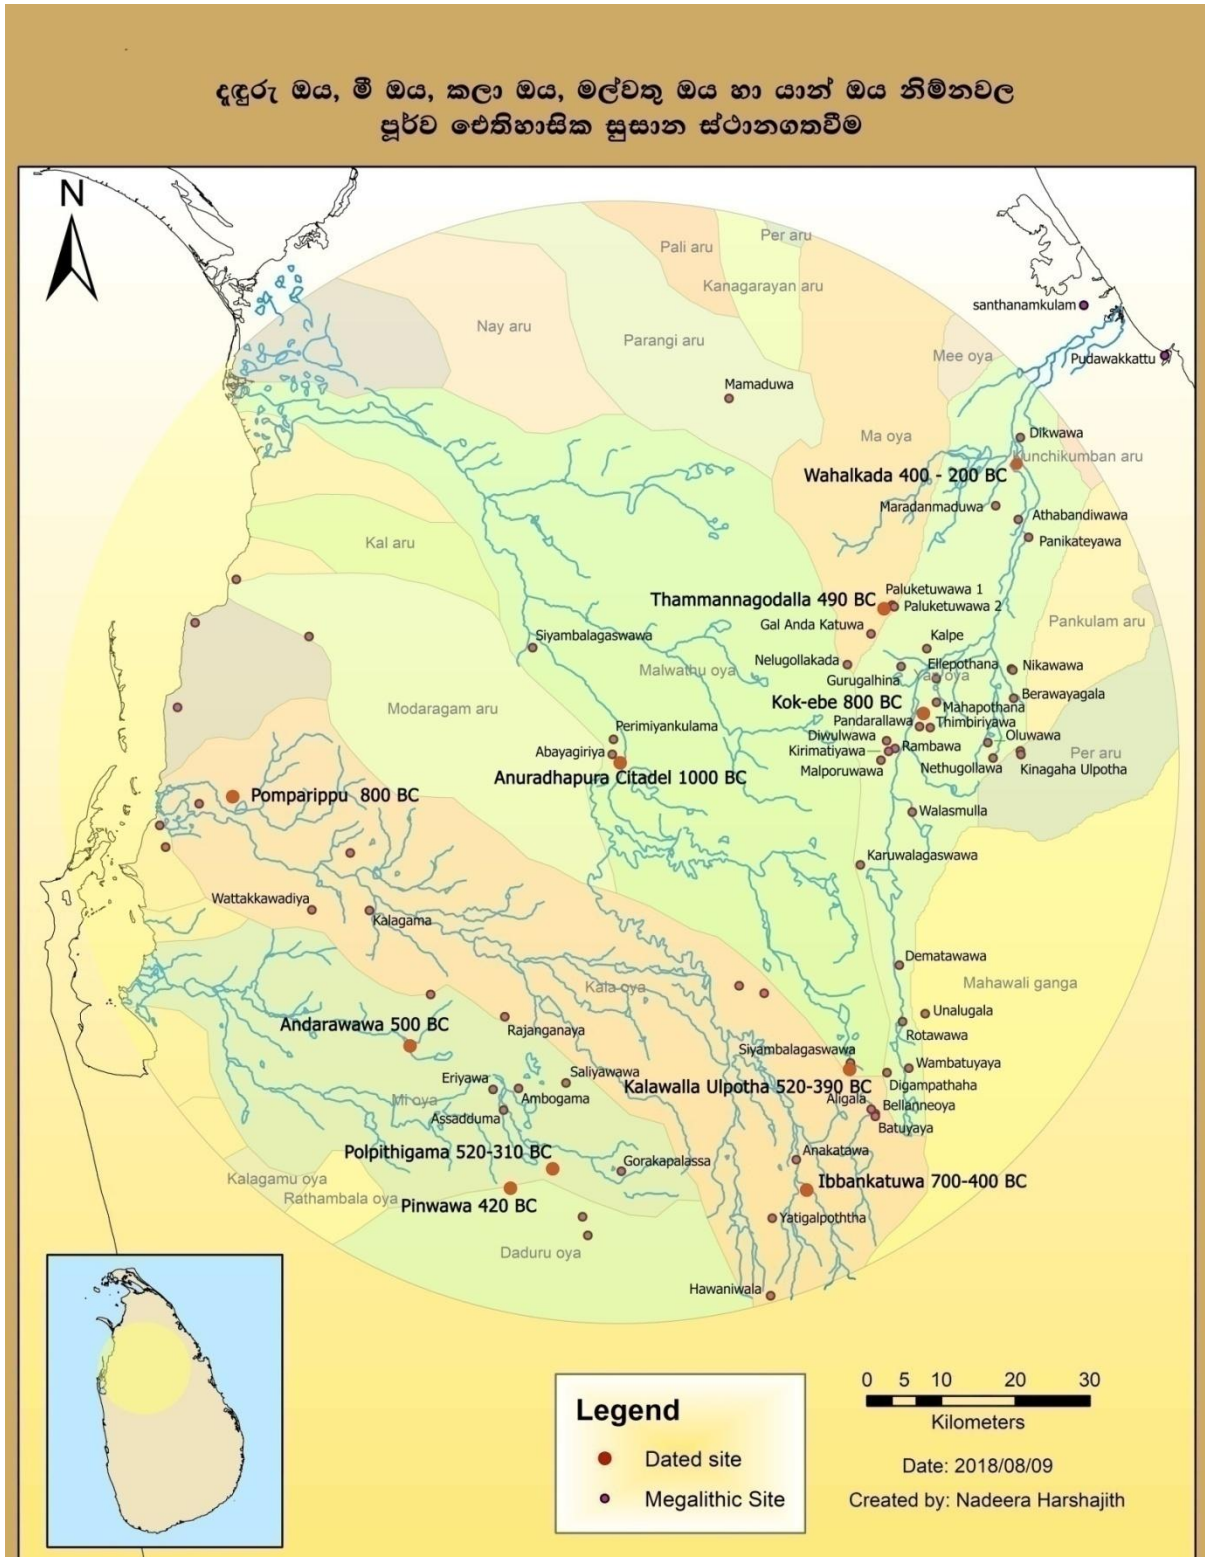 දැඳුරු ඔය, මී ඔය, කලා ඔය, මල්වතු ඔය හා යාන් ඔය නිම්නවල
පූර්ව ඓතිහාසික සුසාන ස්ථානගතවීම
N
Pali aru
Per aru
Kanagarayan aru
santhanamkulam
Nay aru
Parangi aru
Mee oya
Pudawakkattu
Mamaduwa
Ma oya
Dikwawa
Kunchikumban aru
Wahalkada 400 - 200 BC
Maradanmaduwa
Athabandiwawa
Panikateyawa
Kal aru
Thammannagodalla 490 BC
Paluketuwawa 1
Paluketuwawa 2
Gal Anda Katuwa
Pankulam aru
Siyambalagaswawa
Kalpe
Malwathu oya
Nelugollakada
Ellepothana
Nikawawa
Gurugalhina
Yan oya
Berawayagala
Modaragam aru
Kok-ebe 800 BC
Mahapothana
Perimiyankulama
Pandarallawa
Thimbiriyawa
Diwulwawa
Oluwawa
Abayagiriya
Kirimatiyawa
Rambawa
Per aru
Anuradhapura Citadel 1000 BC
Malporuwawa
Nethugollawa
Kinagaha Ulpotha
Pomparippu 800 BC
Walasmulla
Karuwalagaswawa
Wattakkawadiya
Kalagama
Dematawawa
Kala oya
Mahawali ganga
Andarawawa 500 BC
Rajanganaya
Unalugala
Rotawawa
Siyambalagaswawa
Eriyawa
Saliyawawa
Wambatuyaya
Kalawalla Ulpotha 520-390 BC
Digampathaha
Mi oya
Ambogama
Assadduma
Aligala
Bellanneoya
Batuyaya
Polpithigama 520-310 BC
Gorakapalassa
Anakatawa
Kalagamu oya
Rathambala oya
Ibbankatuwa 700-400 BC
Pinwawa 420 BC
Yatigalpoththa
Daduru oya
Hawaniwala
0 5 10 20 30
Kilometers
Legend
Dated site
Megalithic Site
Date: 2018/08/09
Created by: Nadeera Harshajith